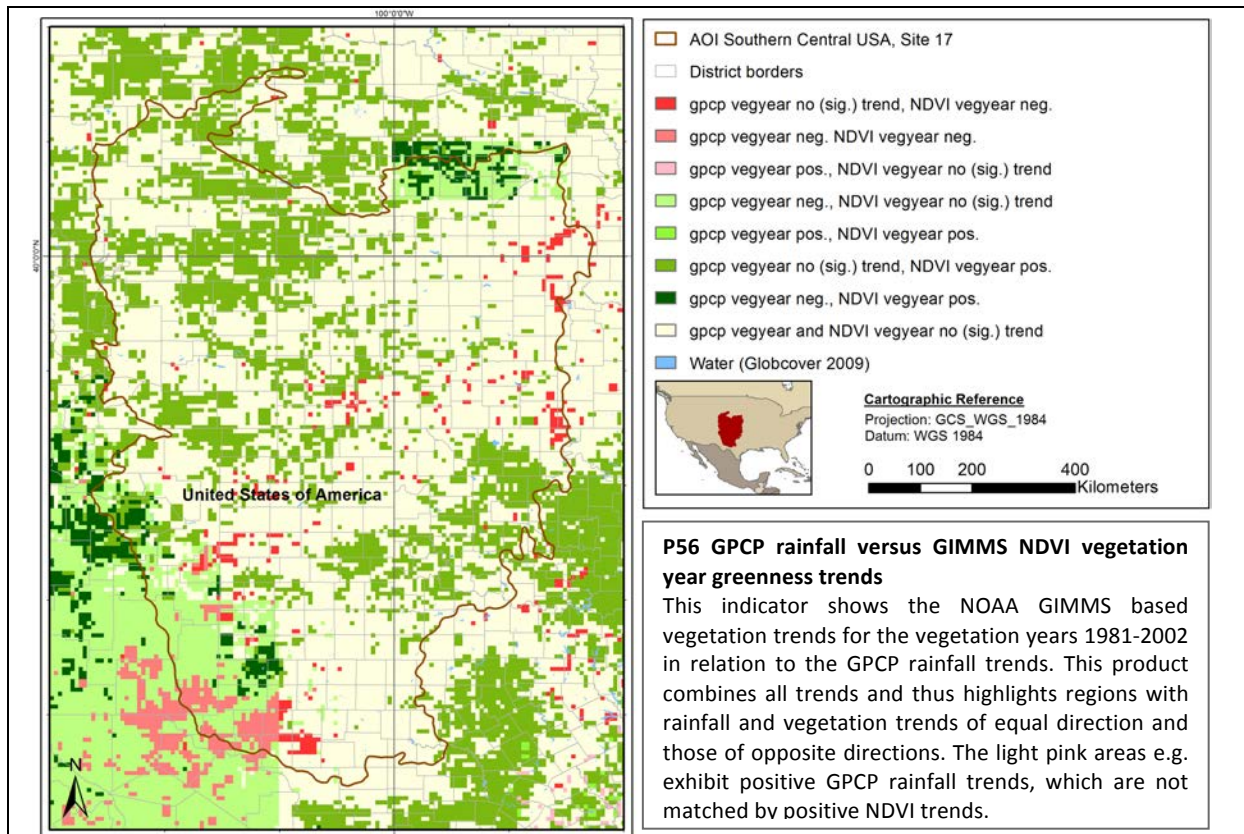 100°0'0"W
40°0'0"N
United States of America
N
AOI Southern Central USA, Site 17
District borders
gpcp vegyear no (sig.) trend, NDVI vegyear neg.
gpcp vegyear neg. NDVI vegyear neg.
gpcp vegyear pos., NDVI vegyear no (sig.) trend
gpcp vegyear neg., NDVI vegyear no (sig.) trend
gpcp vegyear pos., NDVI vegyear pos.
gpcp vegyear no (sig.) trend, NDVI vegyear pos.
gpcp vegyear neg., NDVI vegyear pos.
gpcp vegyear and NDVI vegyear no (sig.) trend
Water (Globcover 2009)
Cartographic Reference
Projection: GCS_WGS_1984
Datum: WGS 1984
0 100 200 400
Kilometers
P56 GPCP rainfall versus GIMMS NDVI vegetation
year greenness trends
This indicator shows the NOAA GIMMS based
vegetation trends for the vegetation years 1981-2002
in relation to the GPCP rainfall trends. This product
combines all trends and thus highlights regions with
rainfall and vegetation trends of equal direction and
those of opposite directions. The light pink areas e.g.
exhibit positive GPCP rainfall trends, which are not
matched by positive NDVI trends.